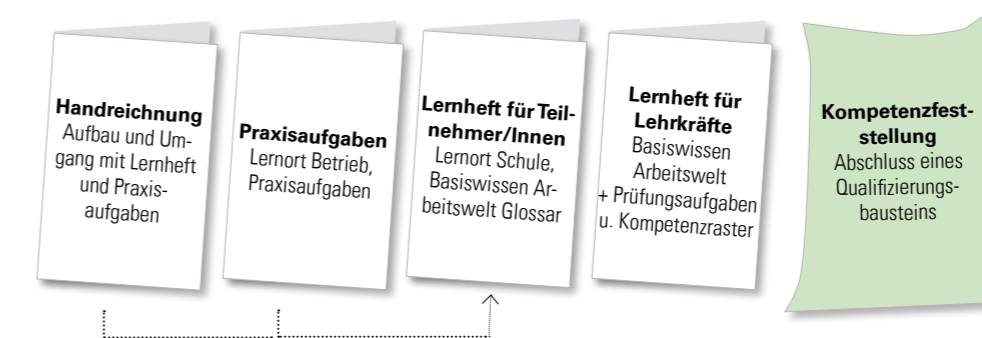 Handreichnung
Aufbau und Um-
gang mit Lernheft
und Praxis-
aufgaben
Praxisaufgaben
Lernort Betrieb,
Praxisaufgaben
Lernheft für Teil-
nehmer/Innen
Lernort Schule,
Basiswissen Ar-
beitswelt Glossar
Lernheft für
Lehrkräfte
Basiswissen
Arbeitswelt
+ Prüfungsaufgaben
u. Kompetenzraster
Kompetenzfest-
stellung
Abschluss eines
Qualifizierungs-
bausteins